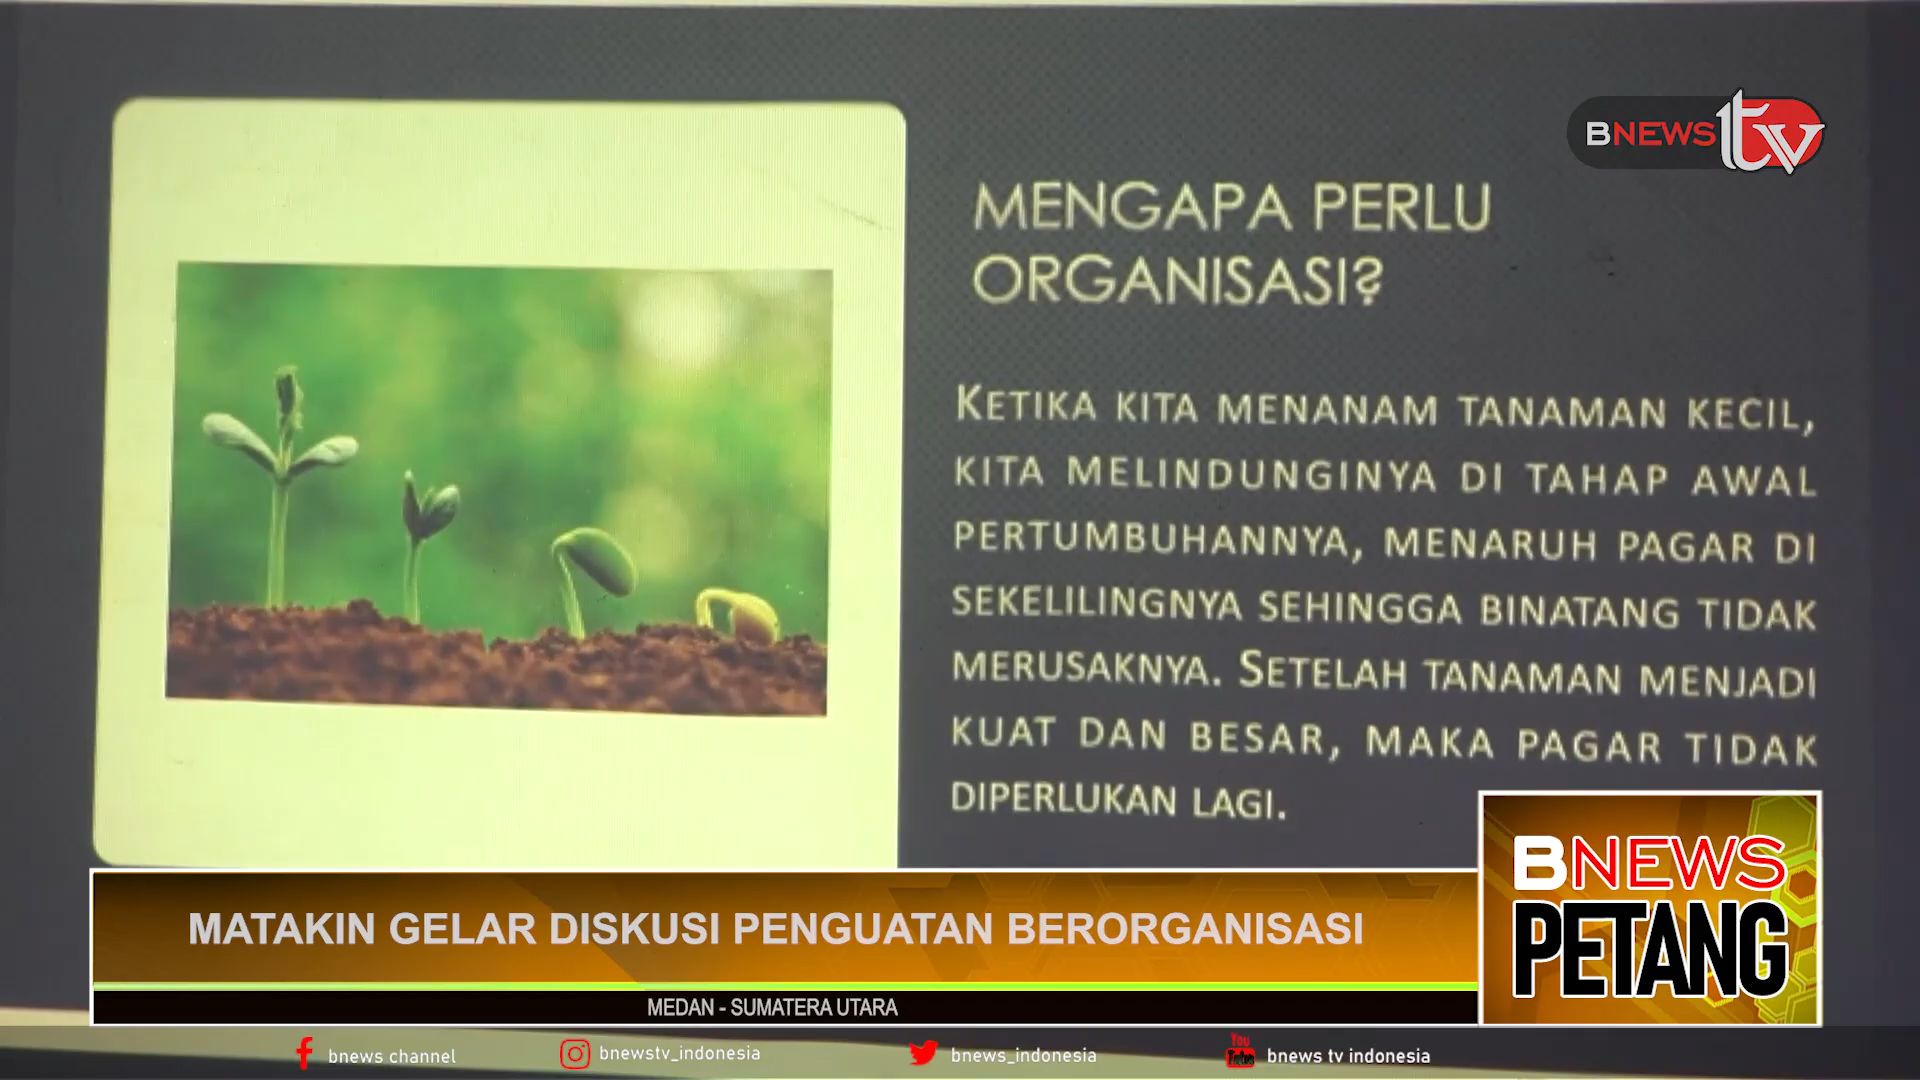 BNEWS tv
MENGAPA PERLU
ORGANISASI?
KETIKA KITA MENANAM TANAMAN KECIL,
KITA MELINDUNGINYA DI TAHAP AWAL
PERTUMBUHANNYA, MENARUH PAGAR DI
SEKELILINGNYA SEHINGGA BINATANG TIDAK
MERUSAKNYA. SETELAH TANAMAN MENJADI
KUAT DAN BESAR, MAKA PAGAR TIDAK
DIPERLUKAN LAGI.
MATAKIN GELAR DISKUSI PENGUATAN BERORGANISASI
MEDAN - SUMATERA UTARA
BNEWS
PETANG
bnews channel
bnewstv_indonesia
bnews_indonesia
You
Tube
bnews tv indonesia